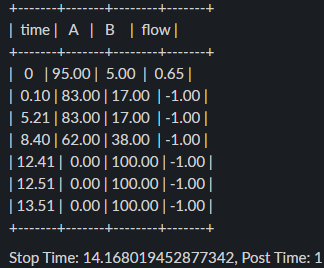 +-------+-------+--------+-------+
| time | A | B | flow |
+-------+-------+--------+-------+
| 0 | 95.00 | 5.00 | 0.65 |
| 0.10 | 83.00 | 17.00 | -1.00 |
| 5.21 | 83.00 | 17.00 | -1.00 |
| 8.40 | 62.00 | 38.00 | -1.00 |
| 12.41 | 0.00 | 100.00 | -1.00 |
| 12.51 | 0.00 | 100.00 | -1.00 |
| 13.51 | 0.00 | 100.00 | -1.00 |
+-------+-------+--------+-------+
Stop Time: 14.168019452877342, Post Time: 1